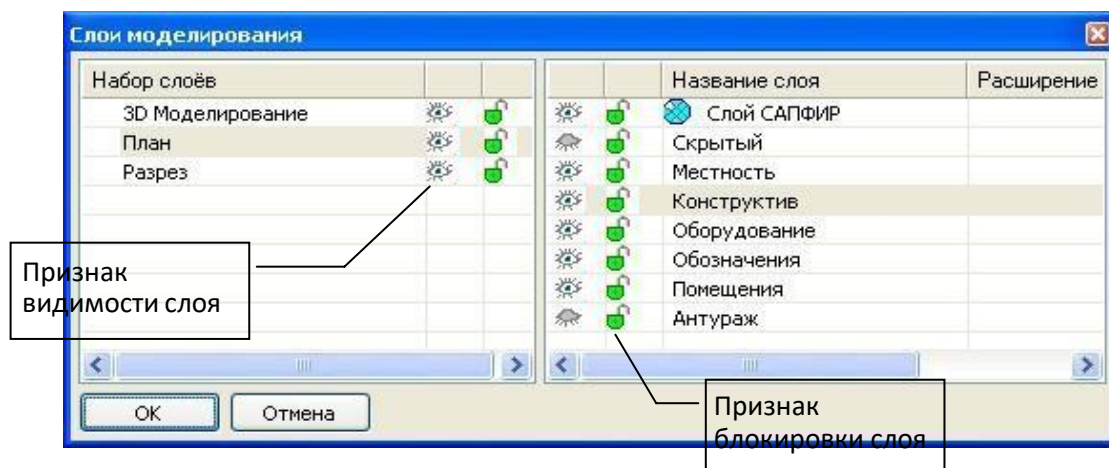 Слои моделирования
Набор слоёв
Название слоя
Расширение
3D Моделирование
Слой САПФИР
План
Скрытый
Разрез
Местность
Конструктив
Оборудование
Обозначения
Помещения
Антураж
Признак
видимости слоя
OK
Отмена
Признак
блокировки слоя